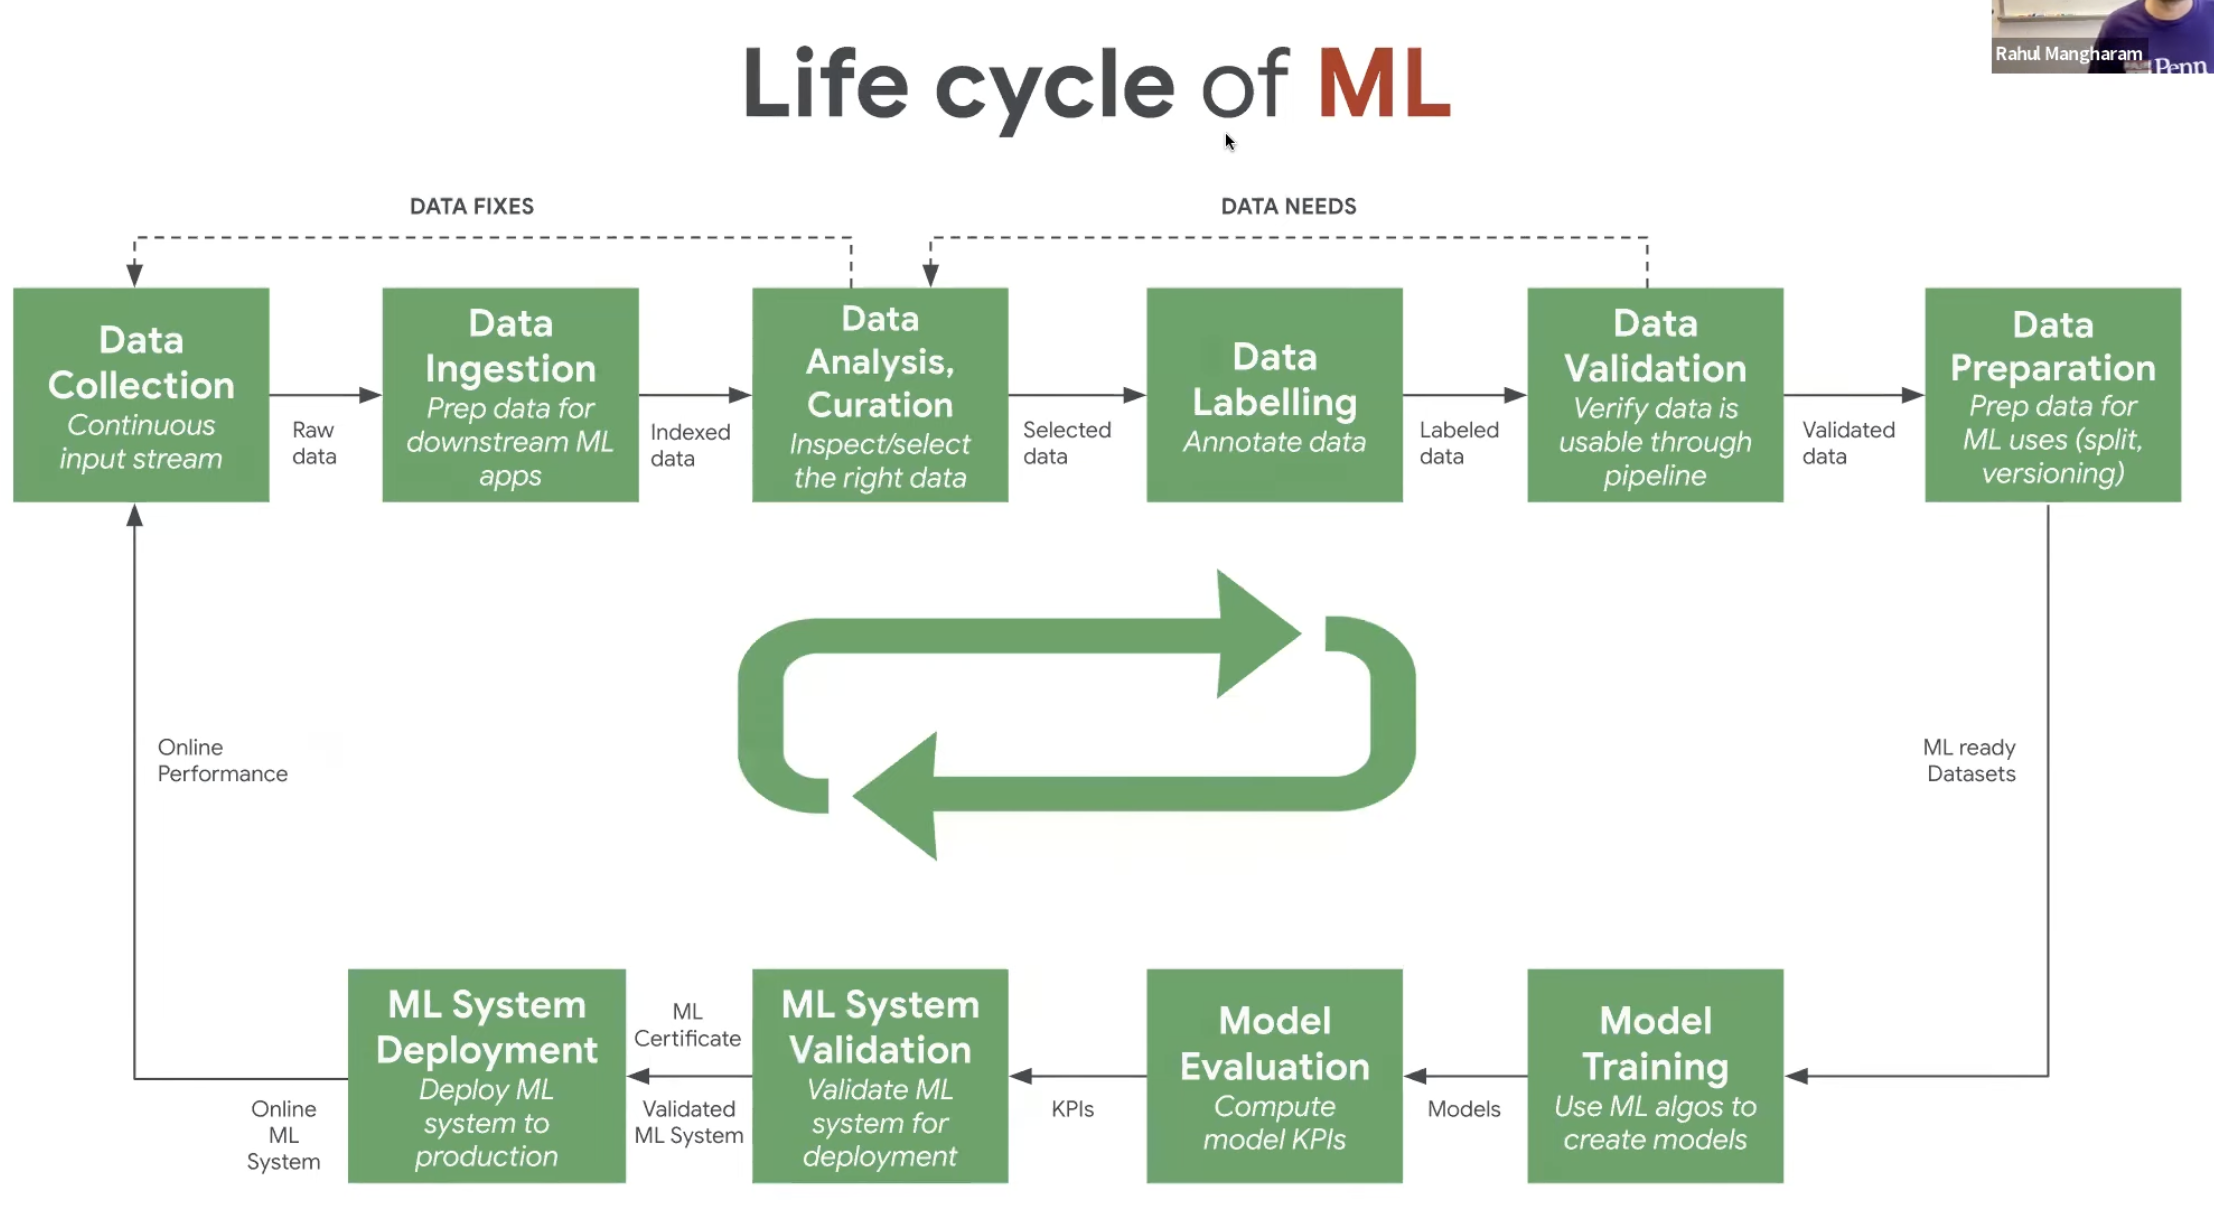 Rahul Mangharam
Penn
Life cycle of ML
DATA FIXES
DATA NEEDS
Data
Collection
Continuous
input stream
Raw
data
Data
Ingestion
Prep data for
downstream ML
apps
Indexed
data
Data
Analysis,
Curation
Inspect/select
the right data
Selected
data
Data
Labelling
Annotate data
Labeled
data
Data
Validation
Verify data is
usable through
pipeline
Validated
data
Data
Preparation
Prep data for
ML uses (split,
versioning)
Online
Performance
ML ready
Datasets
ML System
Deployment
Deploy ML
system to
production
Online
ML
System
ML
Certificate
Validated
ML System
ML System
Validation
Validate ML
system for
deployment
KPIs
Model
Evaluation
Compute
model KPIs
Models
Model
Training
Use ML algos to
create models